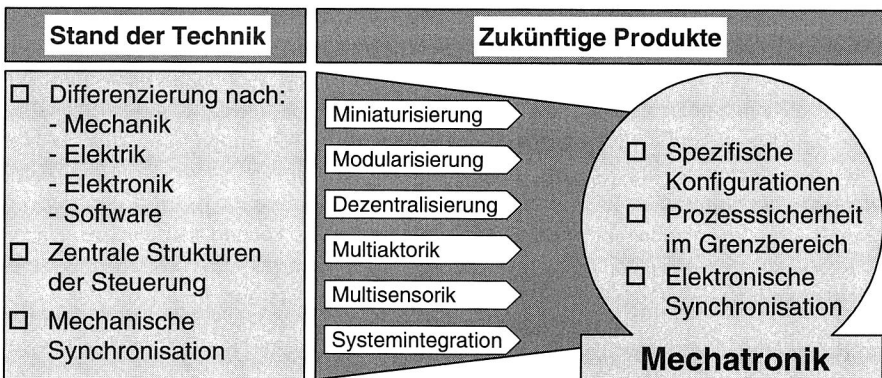 Stand der Technik
Zukünftige Produkte
Differenzierung nach:
- Mechanik
- Elektrik
- Elektronik
- Software
Zentrale Strukturen
der Steuerung
Mechanische
Synchronisation
Miniaturisierung
Modularisierung
Dezentralisierung
Multiaktorik
Multisensorik
Systemintegration
Spezifische
Konfigurationen
Prozesssicherheit
im Grenzbereich
Elektronische
Synchronisation
Mechatronik